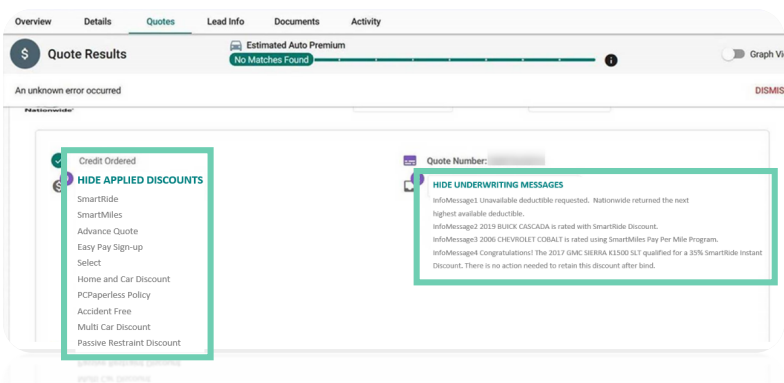 Overview Details Quotes Lead Info Documents Activity
$ Quote Results
Estimated Auto Premium
No Matches Found
Graph Vi
An unknown error occurred
DISMIS
Nationwide®
Credit Ordered
HIDE APPLIED DISCOUNTS
SmartRide
SmartMiles
Advance Quote
Easy Pay Sign-up
Select
Home and Car Discount
PCPaperless Policy
Accident Free
Multi Car Discount
Passive Restraint Discount
Quote Number:
HIDE UNDERWRITING MESSAGES
InfoMessage1 Unavailable deductible requested. Nationwide returned the next
highest available deductible.
InfoMessage2 2019 BUICK CASCADA is rated with SmartRide Discount.
InfoMessage3 2006 CHEVROLET COBALT is rated using SmartMiles Pay Per Mile Program.
InfoMessage4 Congratulations! The 2017 GMC SIERRA K1500 SLT qualified for a 35% SmartRide Instant
Discount. There is no action needed to retain this discount after bind.